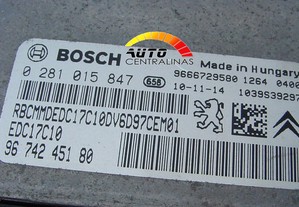 AUTO
CENTRALINAS
BOSCH
Made in Hungary
0 281 015 847 658
9666729580 1264
10-11-14
RBCMMDEDC17C10DV6D97CEM01
EDC17C10
96 742 451 80